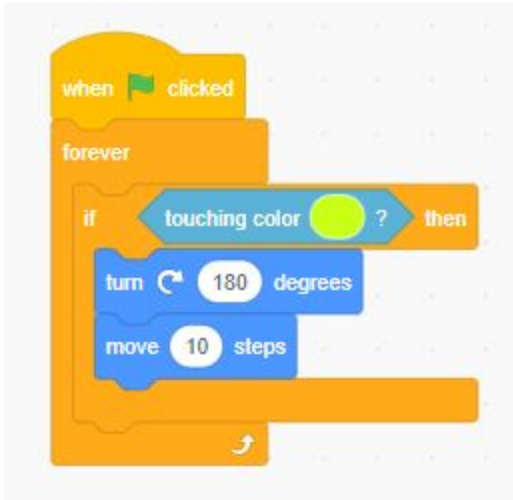 when clicked
forever
if touching color ? then
turn 180 degrees
move 10 steps